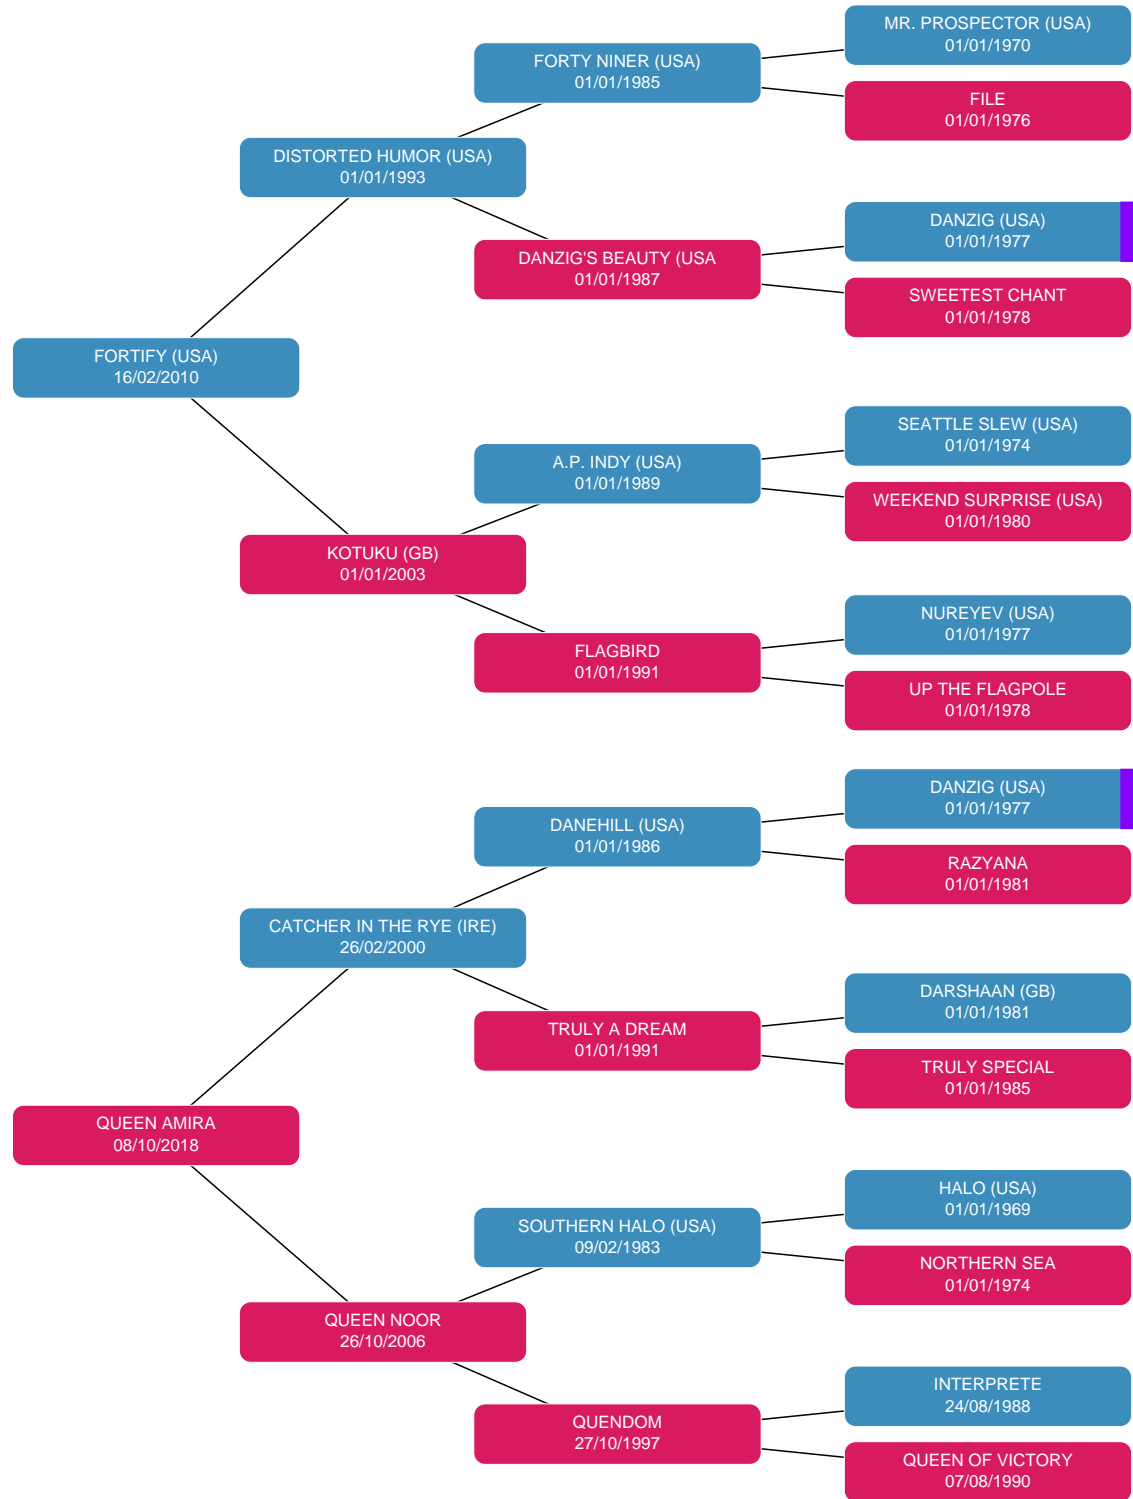 MR. PROSPECTOR (USA)
01/01/1970
FORTY NINER (USA)
01/01/1985
FILE
01/01/1976
DISTORTED HUMOR (USA)
01/01/1993
DANZIG (USA)
01/01/1977
DANZIG'S BEAUTY (USA
01/01/1987
SWEETEST CHANT
01/01/1978
FORTIFY (USA)
16/02/2010
SEATTLE SLEW (USA)
01/01/1974
A.P. INDY (USA)
01/01/1989
WEEKEND SURPRISE (USA)
01/01/1980
KOTUKU (GB)
01/01/2003
NUREYEV (USA)
01/01/1977
FLAGBIRD
01/01/1991
UP THE FLAGPOLE
01/01/1978
DANZIG (USA)
01/01/1977
DANEHILL (USA)
01/01/1986
RAZYANA
01/01/1981
CATCHER IN THE RYE (IRE)
26/02/2000
DARSHAAN (GB)
01/01/1981
TRULY A DREAM
01/01/1991
TRULY SPECIAL
01/01/1985
QUEEN AMIRA
08/10/2018
HALO (USA)
01/01/1969
SOUTHERN HALO (USA)
09/02/1983
NORTHERN SEA
01/01/1974
QUEEN NOOR
26/10/2006
INTERPRETE
24/08/1988
QUENDOM
27/10/1997
QUEEN OF VICTORY
07/08/1990